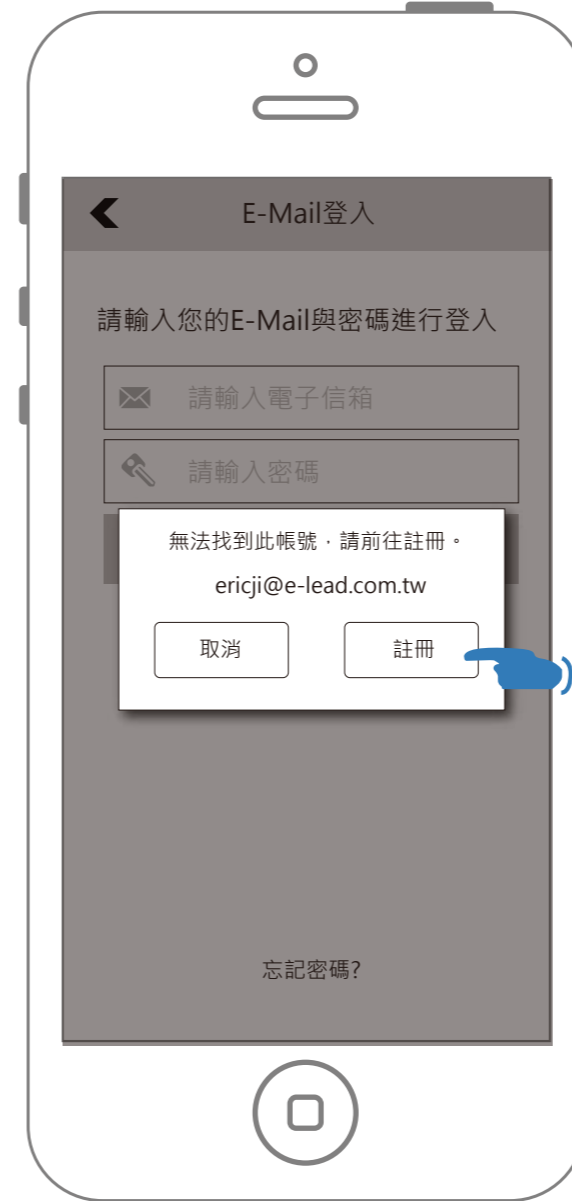 E-Mail登入
請輸入您的E-Mail與密碼進行登入
請輸入電子信箱
請輸入密碼
無法找到此帳號，請前往註冊。
ericji@e-lead.com.tw
取消
註冊
忘記密碼?